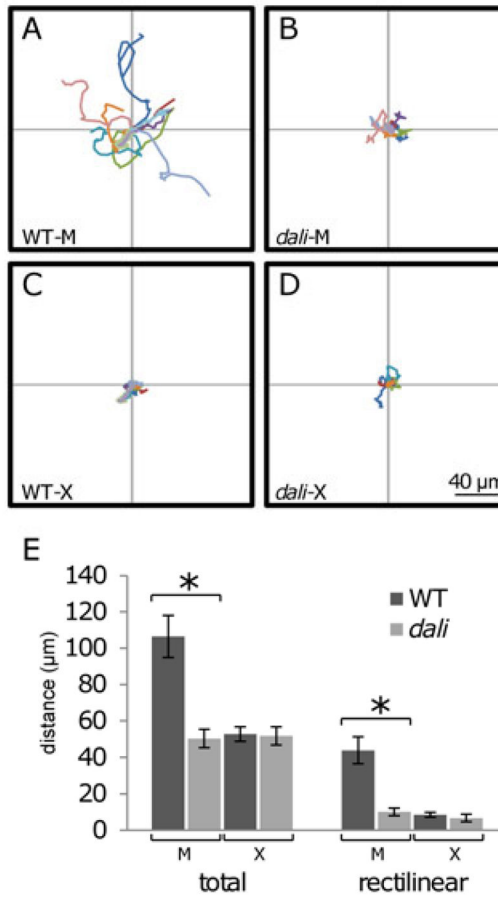 A
WT-M
B
dali-M
C
WT-X
D
dali-X
40 µm
E
distance (µm)
140
120
100
80
60
40
20
0
*
*
WT
dali
M
X
M
X
total
rectilinear